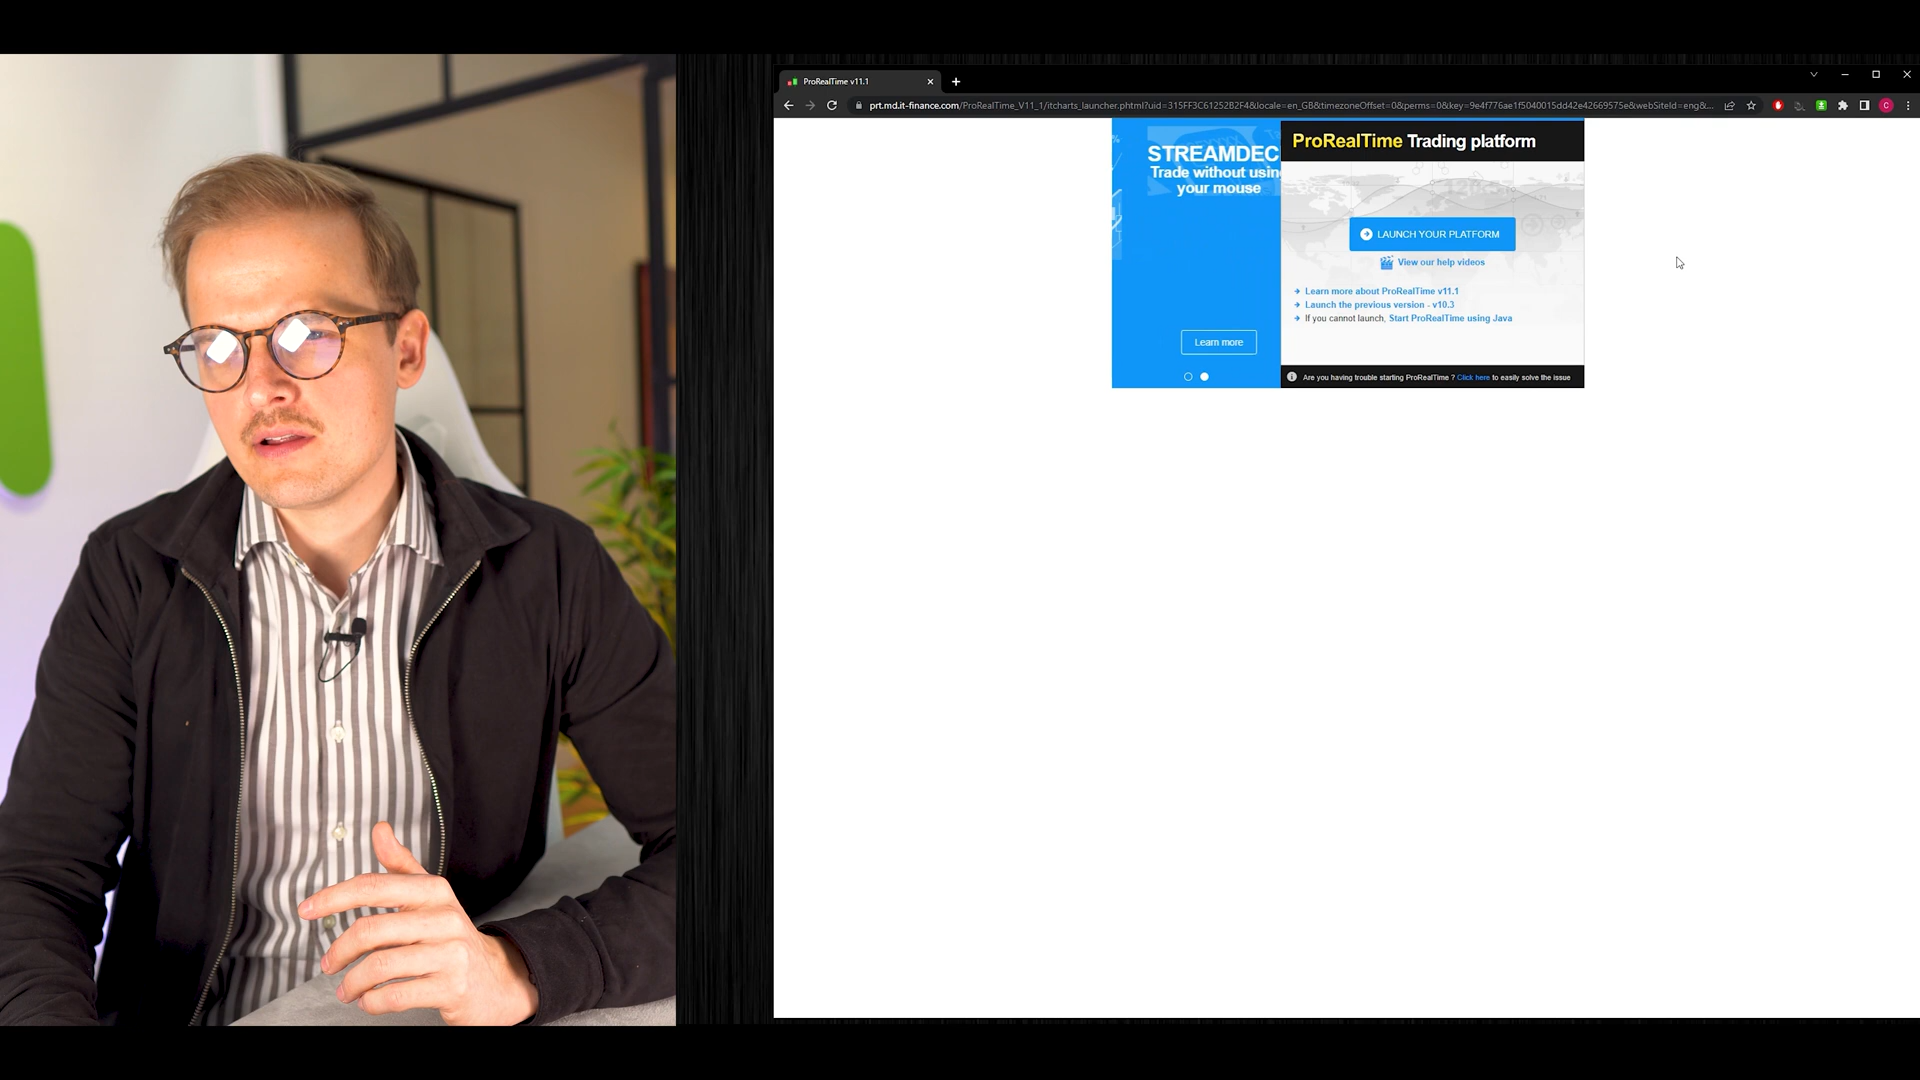 ProRealTime v11.1
prt.md.it-finance.com/ProRealTime_V11_1/itcharts_launcher.phtml?uid=315FF3C61252B2F4&locale=en_GB&timezoneOffset=0&perms=0&key=9e4f776ae1f5040015dd42e42669575e&webSiteId=eng&...
STREAMDEC
Trade without usin
your mouse
Learn more
ProRealTime Trading platform
LAUNCH YOUR PLATFORM
View our help videos
Learn more about ProRealTime v11.1
Launch the previous version - v10.3
If you cannot launch, Start ProRealTime using Java
Are you having trouble starting ProRealTime ? Click here to easily solve the issue